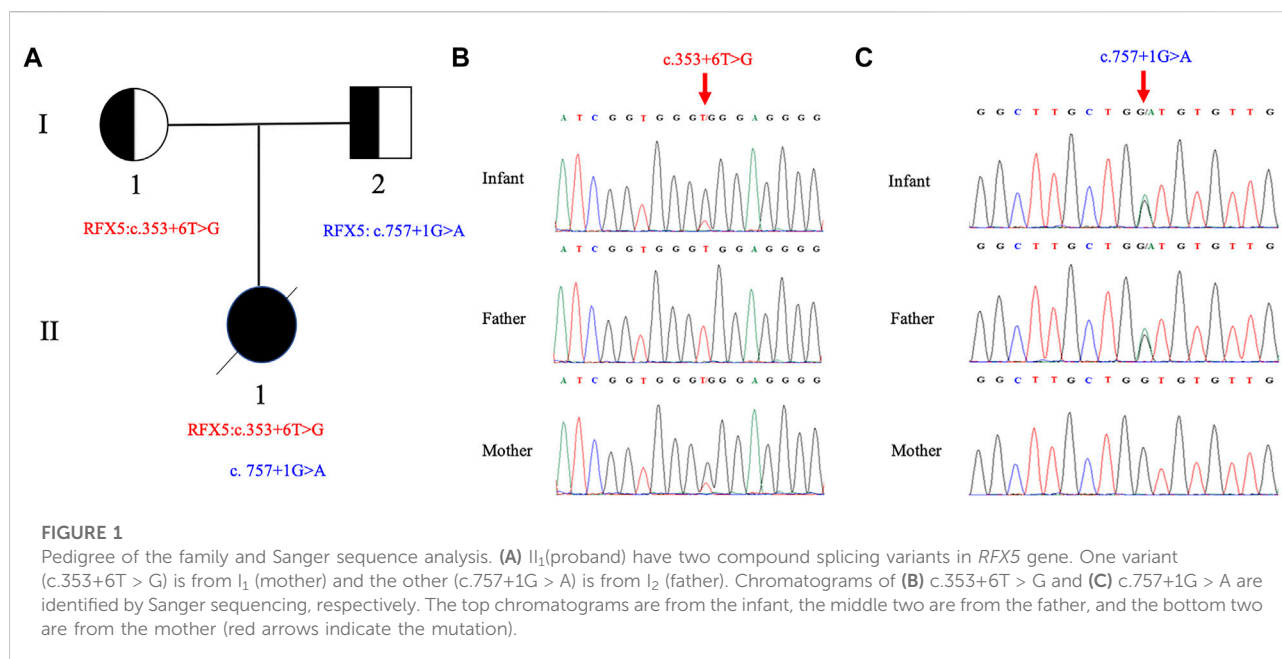 A
I
1
2
RFX5:c.353+6T>G
RFX5: c.757+1G>A
II
1
RFX5:c.353+6T>G
c. 757+1G>A
B
c.353+6T>G
A T C G G T G G G T/G G G A G G G G
Infant
A T C G G T G G G T G G A G G G G
Father
A T C G G T G G G T/G G G A G G G G
Mother
C
c.757+1G>A
G G C T T G C T G G/A T G T G T T G
Infant
G G C T T G C T G G/A T G T G T T G
Father
G G C T T G C T G G T G T G T T G
Mother
FIGURE 1
Pedigree of the family and Sanger sequence analysis. (A) II1(proband) have two compound splicing variants in RFX5 gene. One variant
(c.353+6T > G) is from I1 (mother) and the other (c.757+1G > A) is from I2 (father). Chromatograms of (B) c.353+6T > G and (C) c.757+1G > A are
identified by Sanger sequencing, respectively. The top chromatograms are from the infant, the middle two are from the father, and the bottom two
are from the mother (red arrows indicate the mutation).